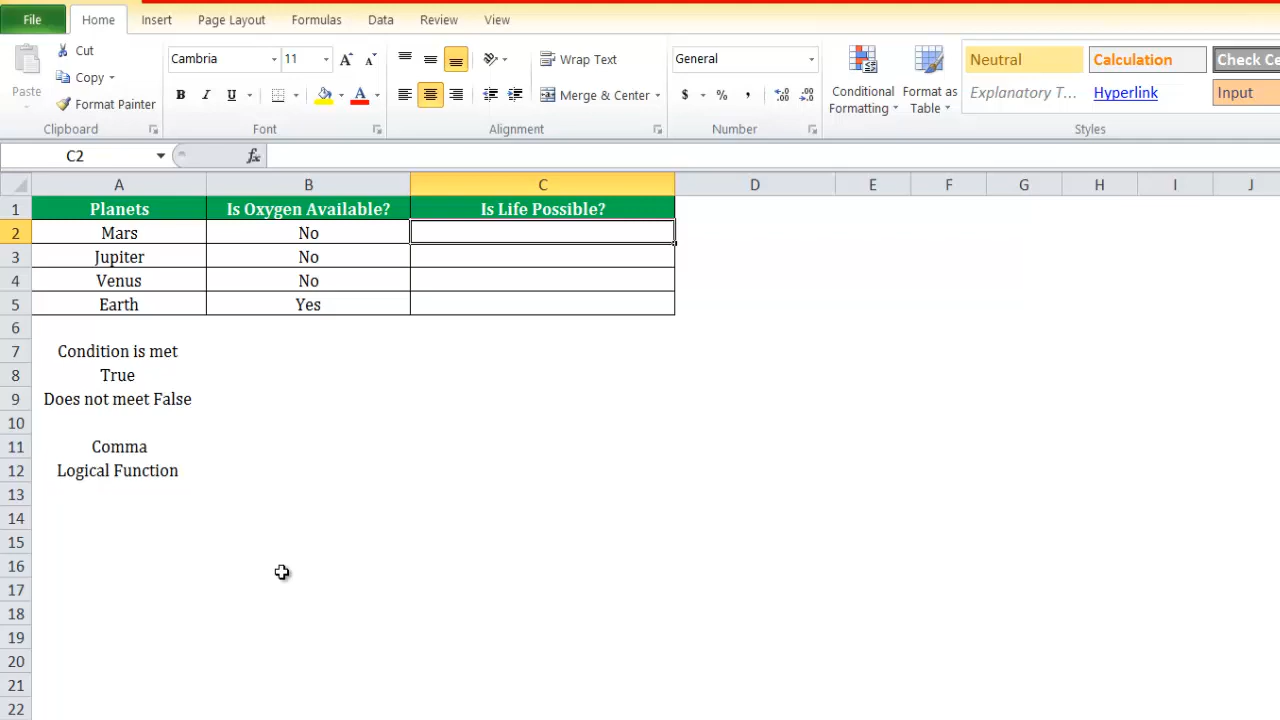 File Home Insert Page Layout Formulas Data Review View
Paste
Cut
Copy
Format Painter
Cambria 11
B I U A
Wrap Text
Merge & Center
General
$ % ,
Conditional Formatting
Format as Table
Neutral Calculation Check Ce
Explanatory T... Hyperlink Input
Clipboard Font Alignment Number Styles
C2 fx
A B C D E F G H I J
1 Planets Is Oxygen Available? Is Life Possible?
2 Mars No
3 Jupiter No
4 Venus No
5 Earth Yes
6
7 Condition is met
8 True
9 Does not meet False
10
11 Comma
12 Logical Function
13
14
15
16
17
18
19
20
21
22